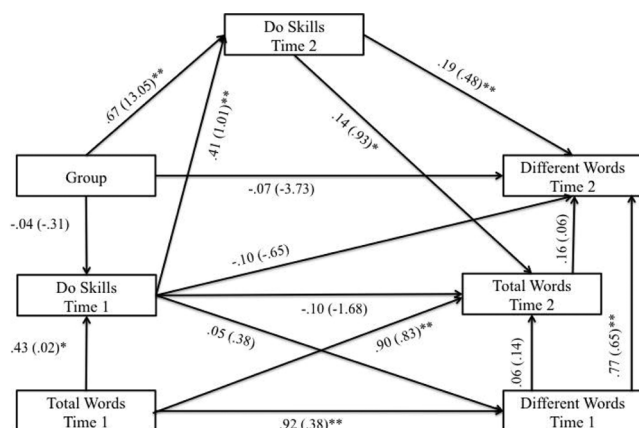 Do Skills
Time 2
.67 (13.05)**
.41 (1.01)**
.14 (.93)*
.19 (.48)**
Group
-.07 (-3.73)
Different Words
Time 2
-.04 (-.31)
-.10 (-.65)
.16 (.06)
Do Skills
Time 1
-.10 (-1.68)
Total Words
Time 2
.43 (.02)*
.05 (.38)
.90 (.83)**
.06 (.14)
.77 (.65)**
Total Words
Time 1
.92 (.38)**
Different Words
Time 1